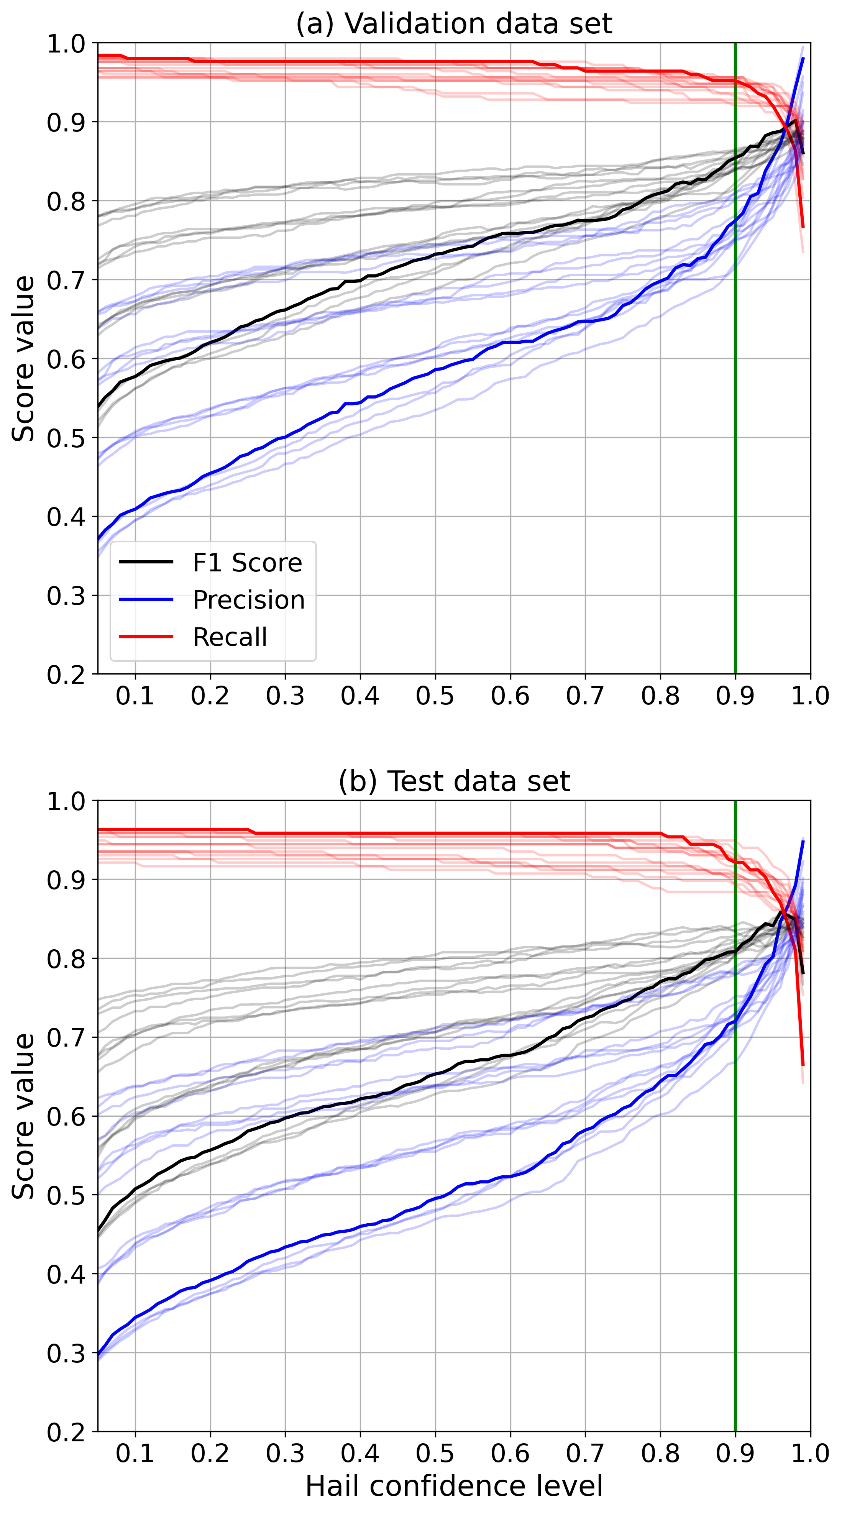 (a) Validation data set
1.0
0.9
0.8
0.7
0.6
0.5
0.4
0.3
0.2
Score value
F1 Score
Precision
Recall
0.1 0.2 0.3 0.4 0.5 0.6 0.7 0.8 0.9 1.0
(b) Test data set
1.0
0.9
0.8
0.7
0.6
0.5
0.4
0.3
0.2
Score value
0.1 0.2 0.3 0.4 0.5 0.6 0.7 0.8 0.9 1.0
Hail confidence level